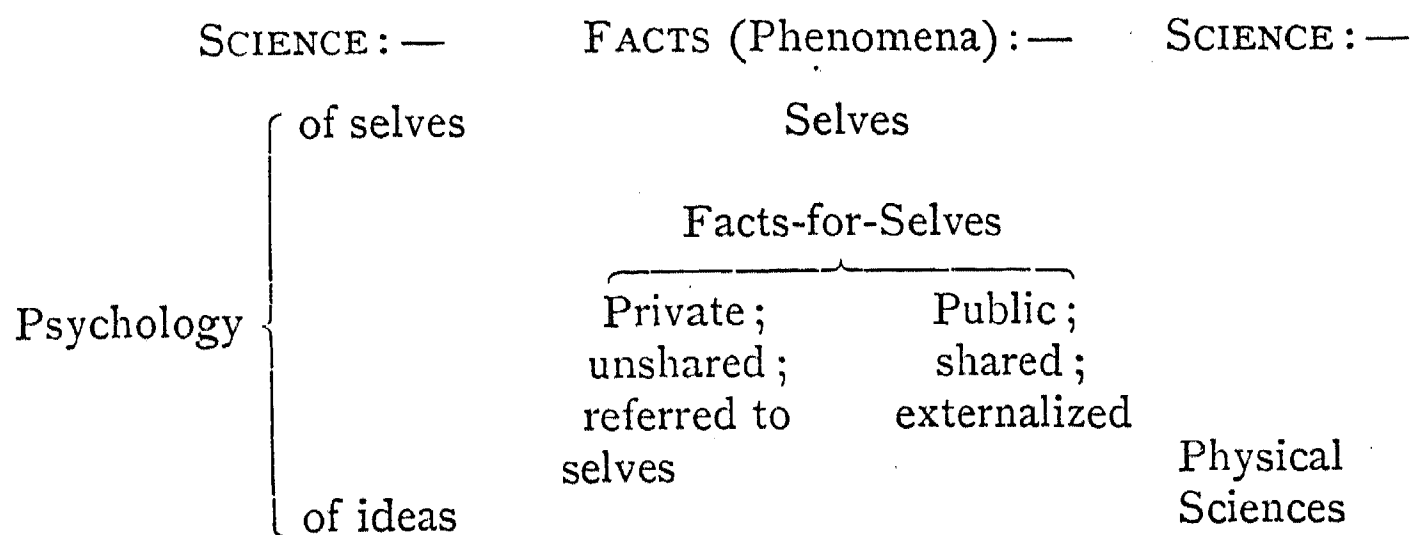 SCIENCE : — FACTS (Phenomena) : — SCIENCE : —
of selves Selves
Facts-for-Selves
Psychology
Private ; Public ;
unshared ; shared ;
referred to externalized
selves
Physical
Sciences
of ideas